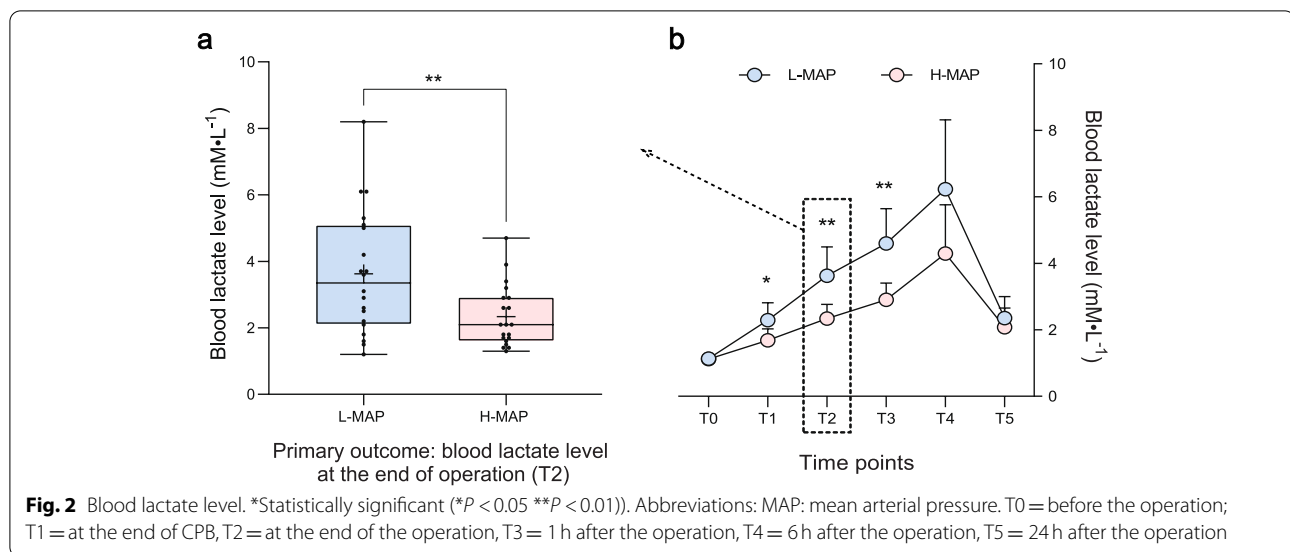 a
b
10
8
6
4
2
0
Blood lactate level (mM•L⁻¹)
**
L-MAP
H-MAP
Primary outcome: blood lactate level
at the end of operation (T2)
L-MAP
H-MAP
*
**
**
10
8
6
4
2
0
Blood lactate level (mM•L⁻¹)
T0
T1
T2
T3
T4
T5
Time points
Fig. 2 Blood lactate level. *Statistically significant (*P < 0.05 **P < 0.01)). Abbreviations: MAP: mean arterial pressure. T0 = before the operation;
T1 = at the end of CPB, T2 = at the end of the operation, T3 = 1 h after the operation, T4 = 6 h after the operation, T5 = 24 h after the operation